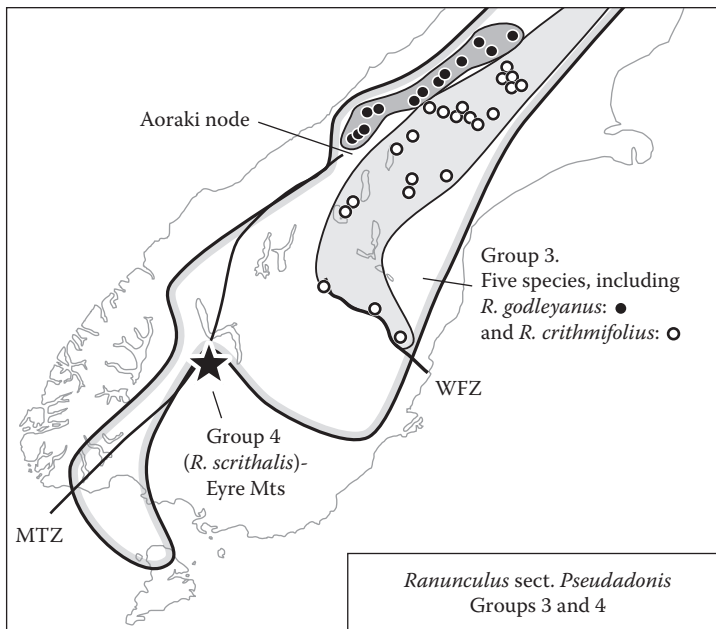 Aoraki node
Group 3.
Five species, including
R. godleyanus: ●
and R. crithmifolius: ○
WFZ
Group 4
(R. scrithalis)-
Eyre Mts
MTZ
Ranunculus sect. Pseudadonis
Groups 3 and 4